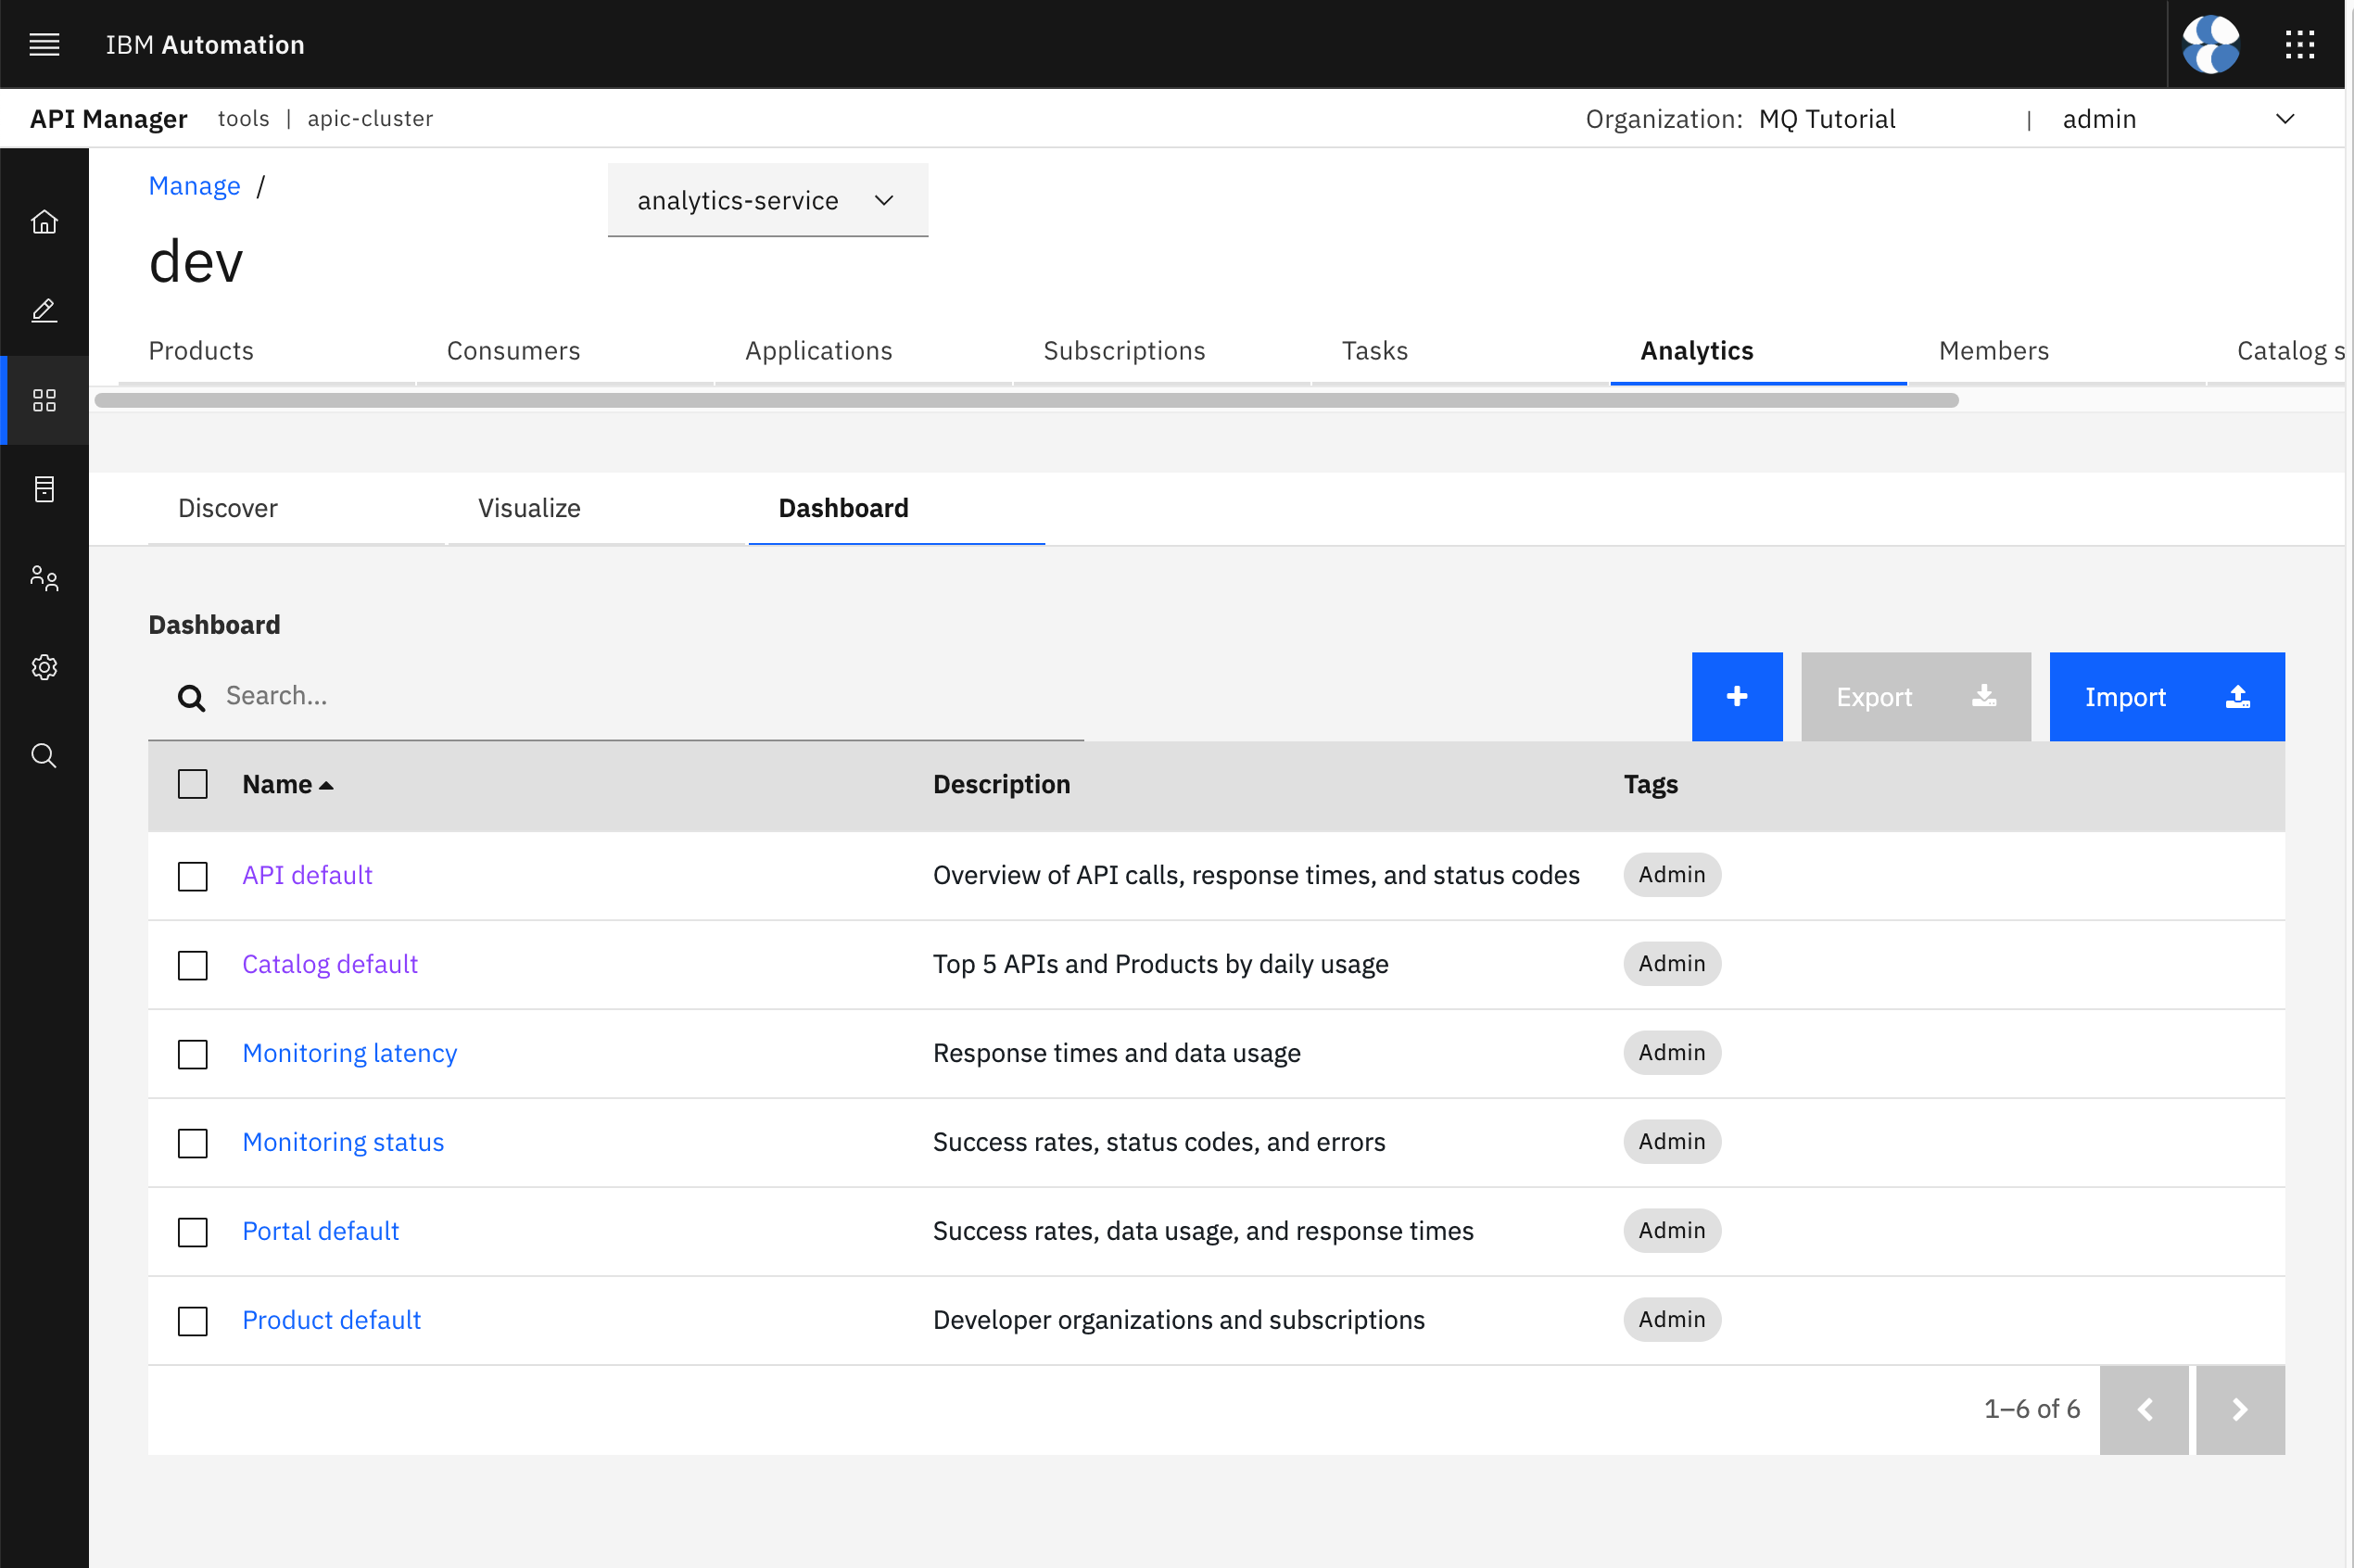 IBM Automation
API Manager tools | apic-cluster Organization: MQ Tutorial | admin
Manage /
analytics-service
dev
Products Consumers Applications Subscriptions Tasks Analytics Members Catalog s
Discover Visualize Dashboard
Dashboard
Search...
Export Import
Name Description Tags
API default Overview of API calls, response times, and status codes Admin
Catalog default Top 5 APIs and Products by daily usage Admin
Monitoring latency Response times and data usage Admin
Monitoring status Success rates, status codes, and errors Admin
Portal default Success rates, data usage, and response times Admin
Product default Developer organizations and subscriptions Admin
1–6 of 6